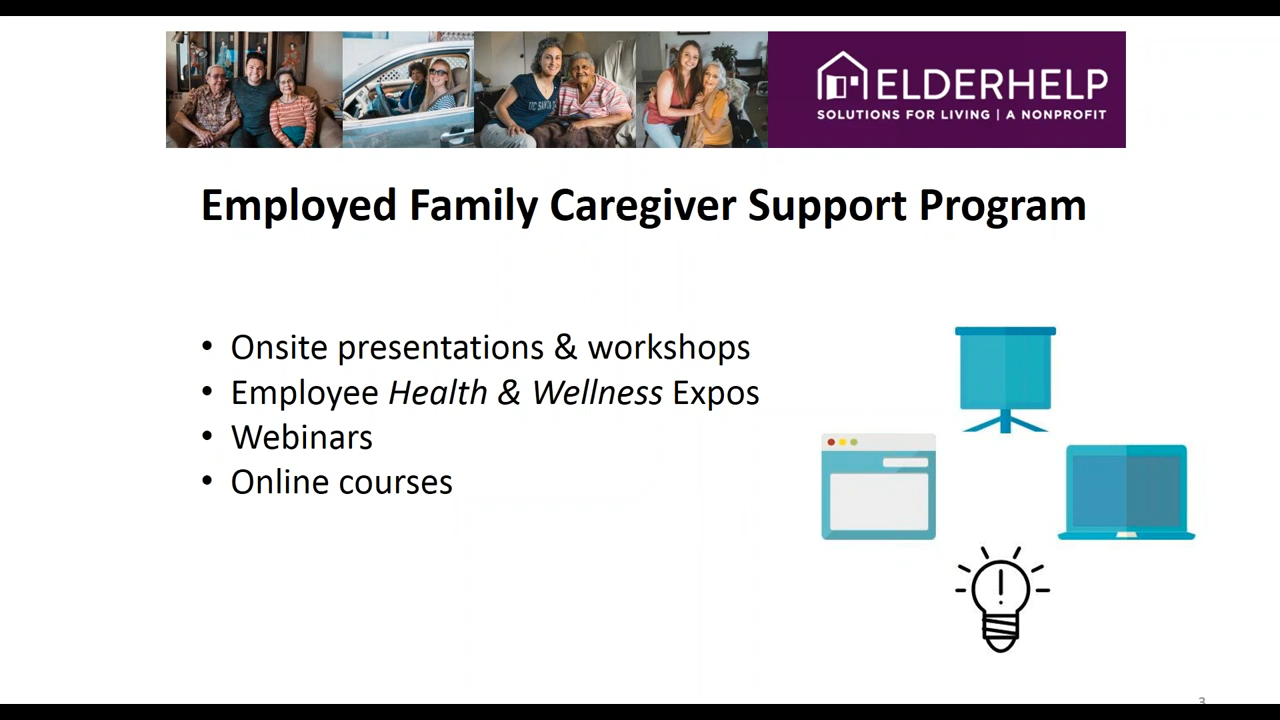 ELDERHELP
SOLUTIONS FOR LIVING | A NONPROFIT
Employed Family Caregiver Support Program
• Onsite presentations & workshops
• Employee Health & Wellness Expos
• Webinars
• Online courses
3